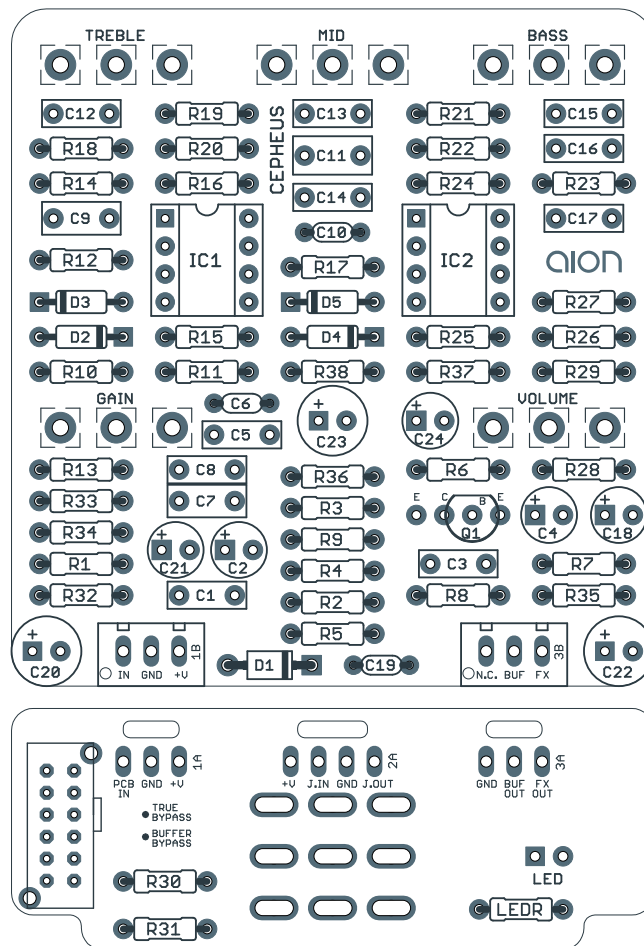 TREBLE MID BASS
C12 R19 C13 R21 C15
R18 R20 C11 R22 C16
CEPHEUS
R14 R16 C14 R24 R23
C9 C10 C17
R12 IC1 R17 IC2 aion
D3 D5 R27
D2 R15 D4 R25 R26
R10 R11 R38 R37 R29
GAIN C6 + C23 + C24 VOLUME
C5
R13 C8 R36 R6 R28
R33 C7 R3 E C B E + +
R34 + + R9 Q1 C4 C18
R1 C21 C2 R4 C3 R7
R32 C1 R2 R8 R35
+ R5 +
C20 IN GND +V 1B D1 C19 N.C. BUF FX 3B C22
1A 2A 3A
PCB GND +V +V J.IN GND J.OUT GND BUF FX
IN OUT OUT
TRUE
BYPASS
BUFFER
BYPASS
R30 LED
R31 LEDR